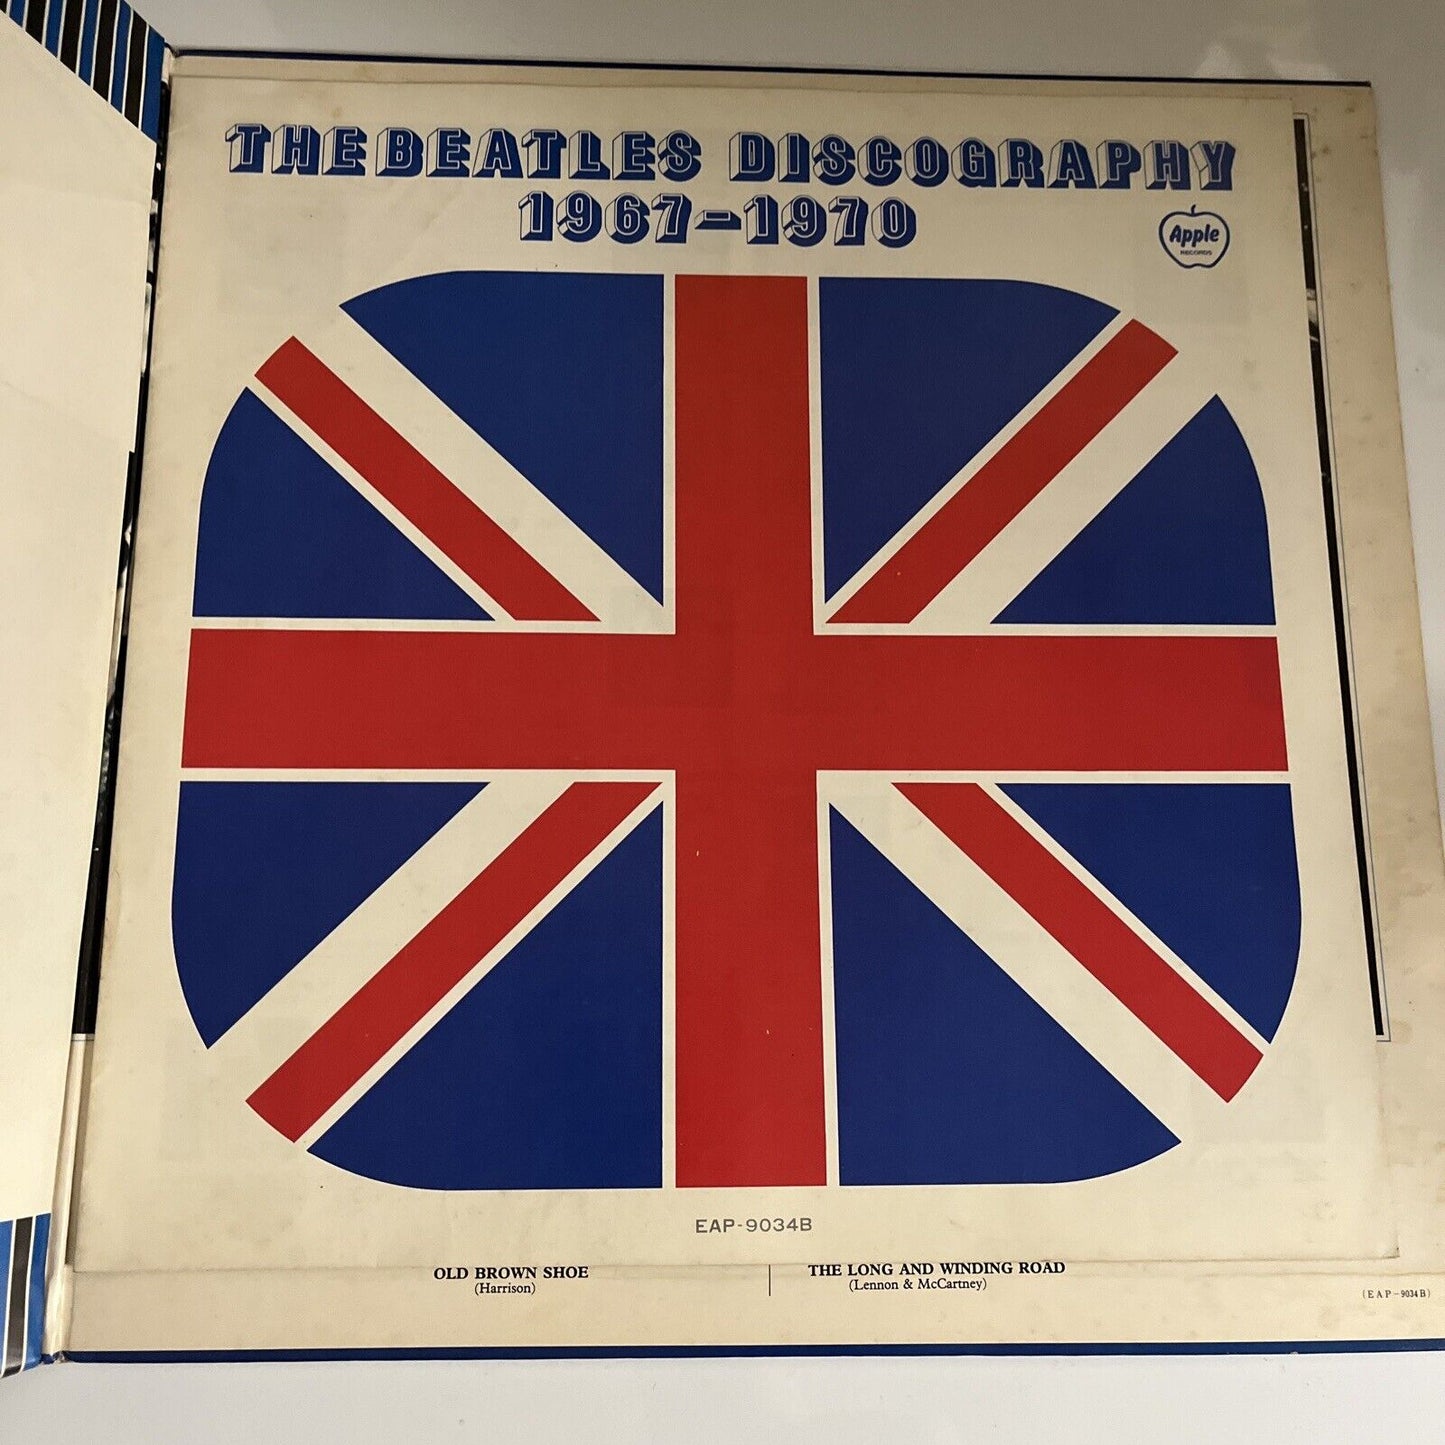 THE BEATLES DISCOGRAPHY
1967-1970
Apple
RECORDS
EAP-9034B
OLD BROWN SHOE
(Harrison)
THE LONG AND WINDING ROAD
(Lennon & McCartney)
(EAP-9034B)